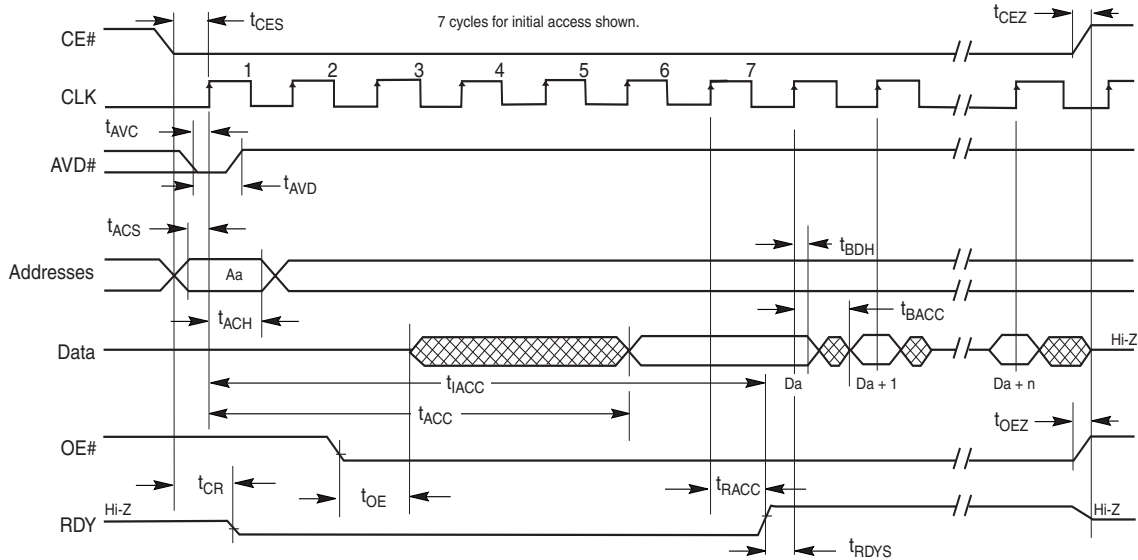 7 cycles for initial access shown.
tCES
tCEZ
CE#
1 2 3 4 5 6 7
CLK
tAVC
AVD#
tAVD
tACS
tBDH
Addresses
Aa
tACH
tBACC
Data
Hi-Z
tIACC
Da
Da + 1
Da + n
tACC
tOEZ
OE#
tCR
tOE
tRACC
Hi-Z
Hi-Z
RDY
tRDYS